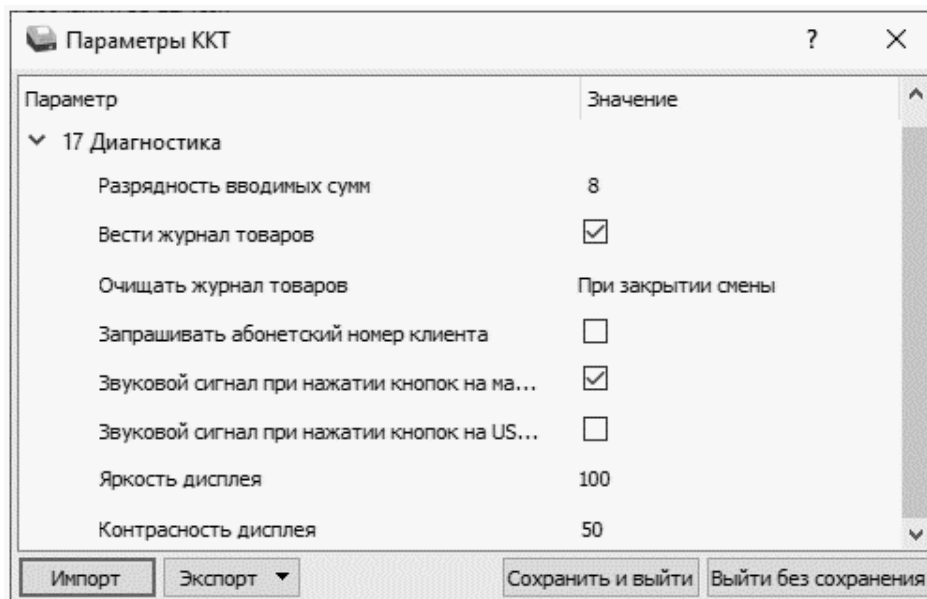 Параметры ККТ ?
Параметр Значение
17 Диагностика
Разрядность вводимых сумм 8
Вести журнал товаров
Очищать журнал товаров При закрытии смены
Запрашивать абонетский номер клиента
Звуковой сигнал при нажатии кнопок на ма...
Звуковой сигнал при нажатии кнопок на US...
Яркость дисплея 100
Контрасность дисплея 50
Импорт Экспорт Сохранить и выйти Выйти без сохранения